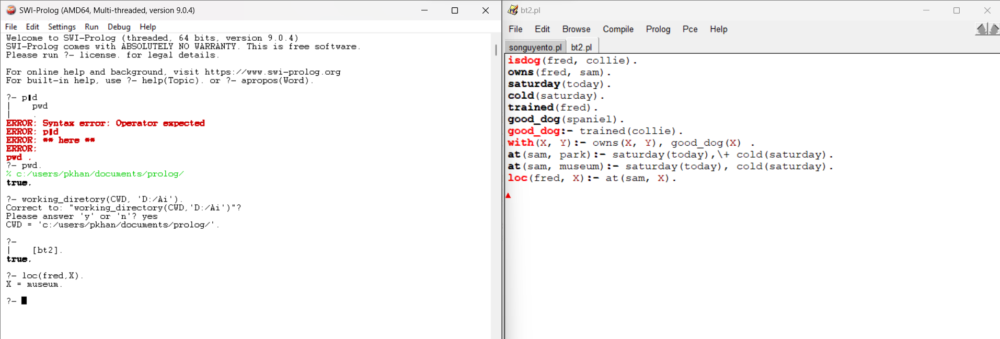 SWI-Prolog (AMD64, Multi-threaded, version 9.0.4)
File Edit Settings Run Debug Help
Welcome to SWI-Prolog (threaded, 64 bits, version 9.0.4)
SWI-Prolog comes with ABSOLUTELY NO WARRANTY. This is free software.
Please run ?- license. for legal details.
For online help and background, visit https://www.swi-prolog.org
For built-in help, use ?- help(Topic). or ?- apropos(Word).
?- p▮d
|    pwd
|    .
ERROR: Syntax error: Operator expected
ERROR: p▮d
ERROR: ** here **
ERROR:
pwd .
?- pwd.
% c:/users/pkhan/documents/prolog/
true.
?- working_diretory(CWD, 'D:/Ai').
Correct to: "working_directory(CWD,'D:/Ai')"?
Please answer 'y' or 'n'? yes
CWD = 'c:/users/pkhan/documents/prolog/'.
?-
|    [bt2].
true.
?- loc(fred,X).
X = museum.
?-
bt2.pl
File Edit Browse Compile Prolog Pce Help
songuyento.pl bt2.pl
isdog(fred, collie).
owns(fred, sam).
saturday(today).
cold(saturday).
trained(fred).
good_dog(spaniel).
good_dog:- trained(collie).
with(X, Y):- owns(X, Y), good_dog(X) .
at(sam, park):- saturday(today),\+ cold(saturday).
at(sam, museum):- saturday(today), cold(saturday).
loc(fred, X):- at(sam, X).